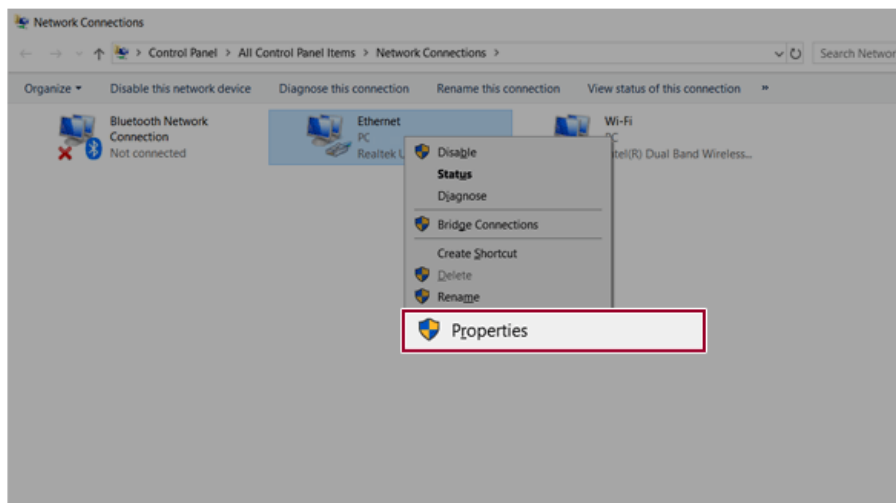 Network Connections
Control Panel > All Control Panel Items > Network Connections >
Search Networ
Organize Disable this network device Diagnose this connection Rename this connection View status of this connection »
Bluetooth Network
Connection
Not connected
Ethernet
PC
Realtek U
Wi-Fi
PC
tel(R) Dual Band Wireless...
Disable
Status
Diagnose
Bridge Connections
Create Shortcut
Delete
Rename
Properties